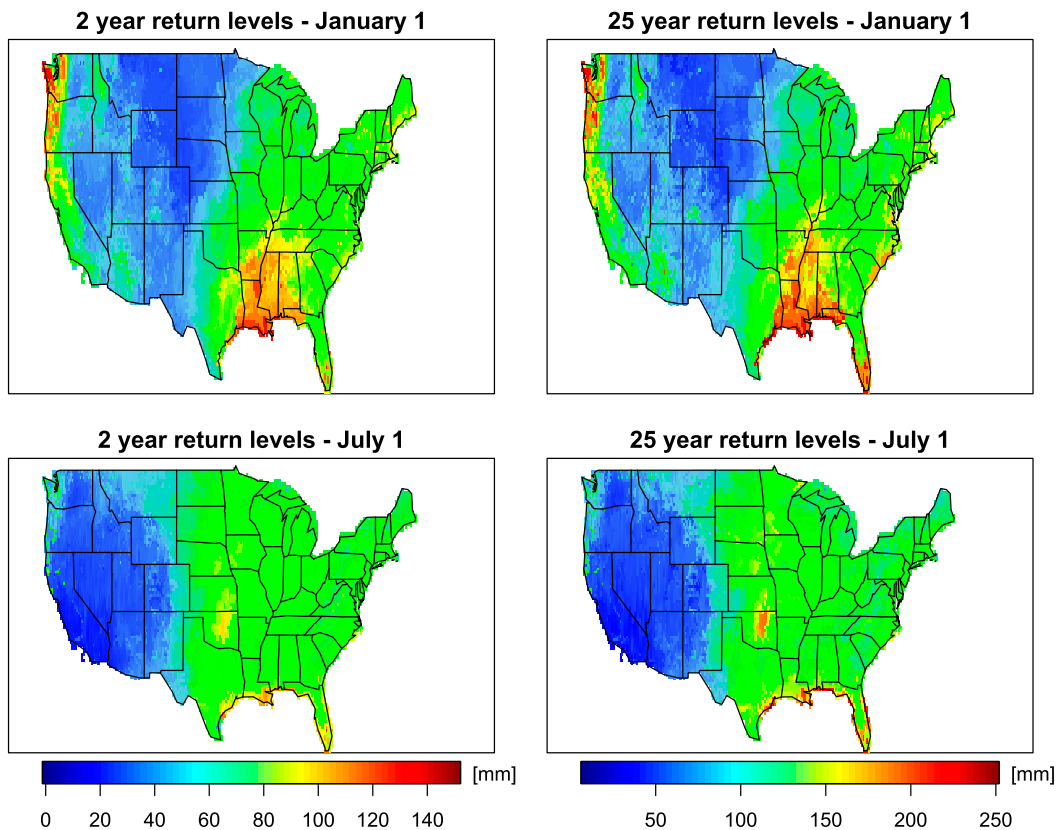 2 year return levels - January 1
25 year return levels - January 1
2 year return levels - July 1
25 year return levels - July 1
[mm]
0 20 40 60 80 100 120 140
[mm]
50 100 150 200 250